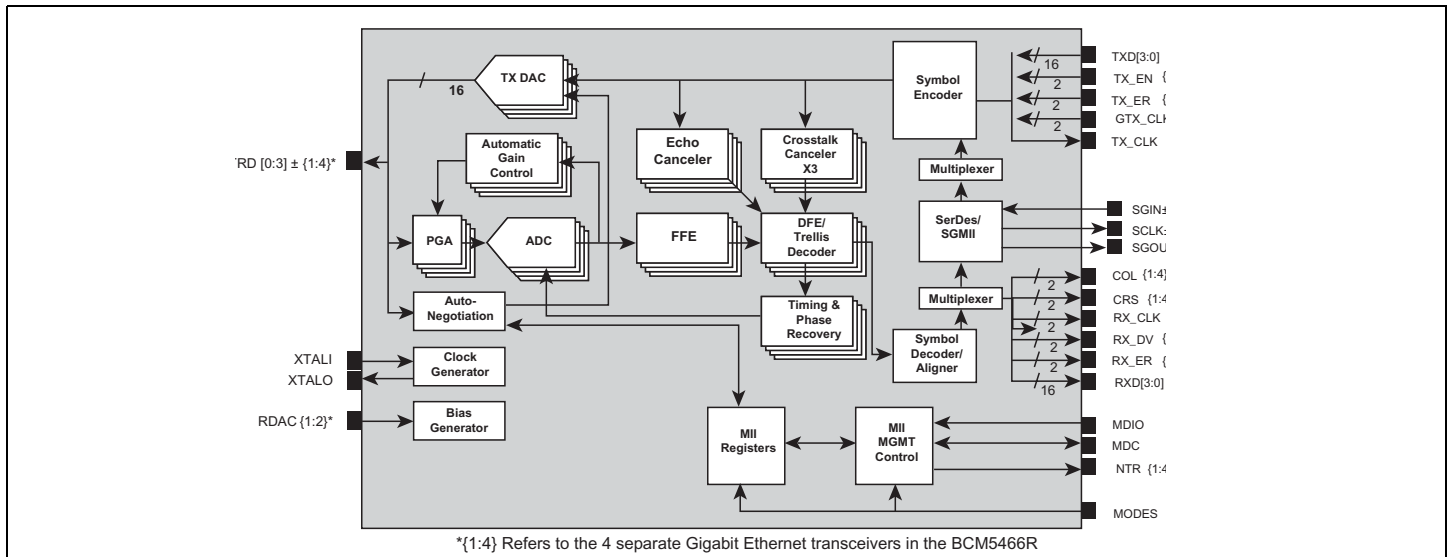 TX DAC
16
Symbol
Encoder
TXD[3:0]
16
TX_EN {
2
TX_ER {
2
GTX_CL
2
TX_CLK
Automatic
Gain
Control
Echo
Canceler
Crosstalk
Canceler
X3
RD [0:3] ± {1:4}*
Multiplexer
PGA
ADC
FFE
DFE/
Trellis
Decoder
SerDes/
SGMII
SGIN±
SCLK±
SGOU
Auto-
Negotiation
Timing &
Phase
Recovery
Multiplexer
COL {1:4}
2
CRS {1:4
2
RX_CLK
2
RX_DV {
2
RX_ER {
2
RXD[3:0]
16
Symbol
Decoder/
Aligner
XTALI
XTALO
Clock
Generator
RDAC {1:2}*
Bias
Generator
MII
Registers
MII
MGMT
Control
MDIO
MDC
NTR {1:4
MODES
*{1:4} Refers to the 4 separate Gigabit Ethernet transceivers in the BCM5466R